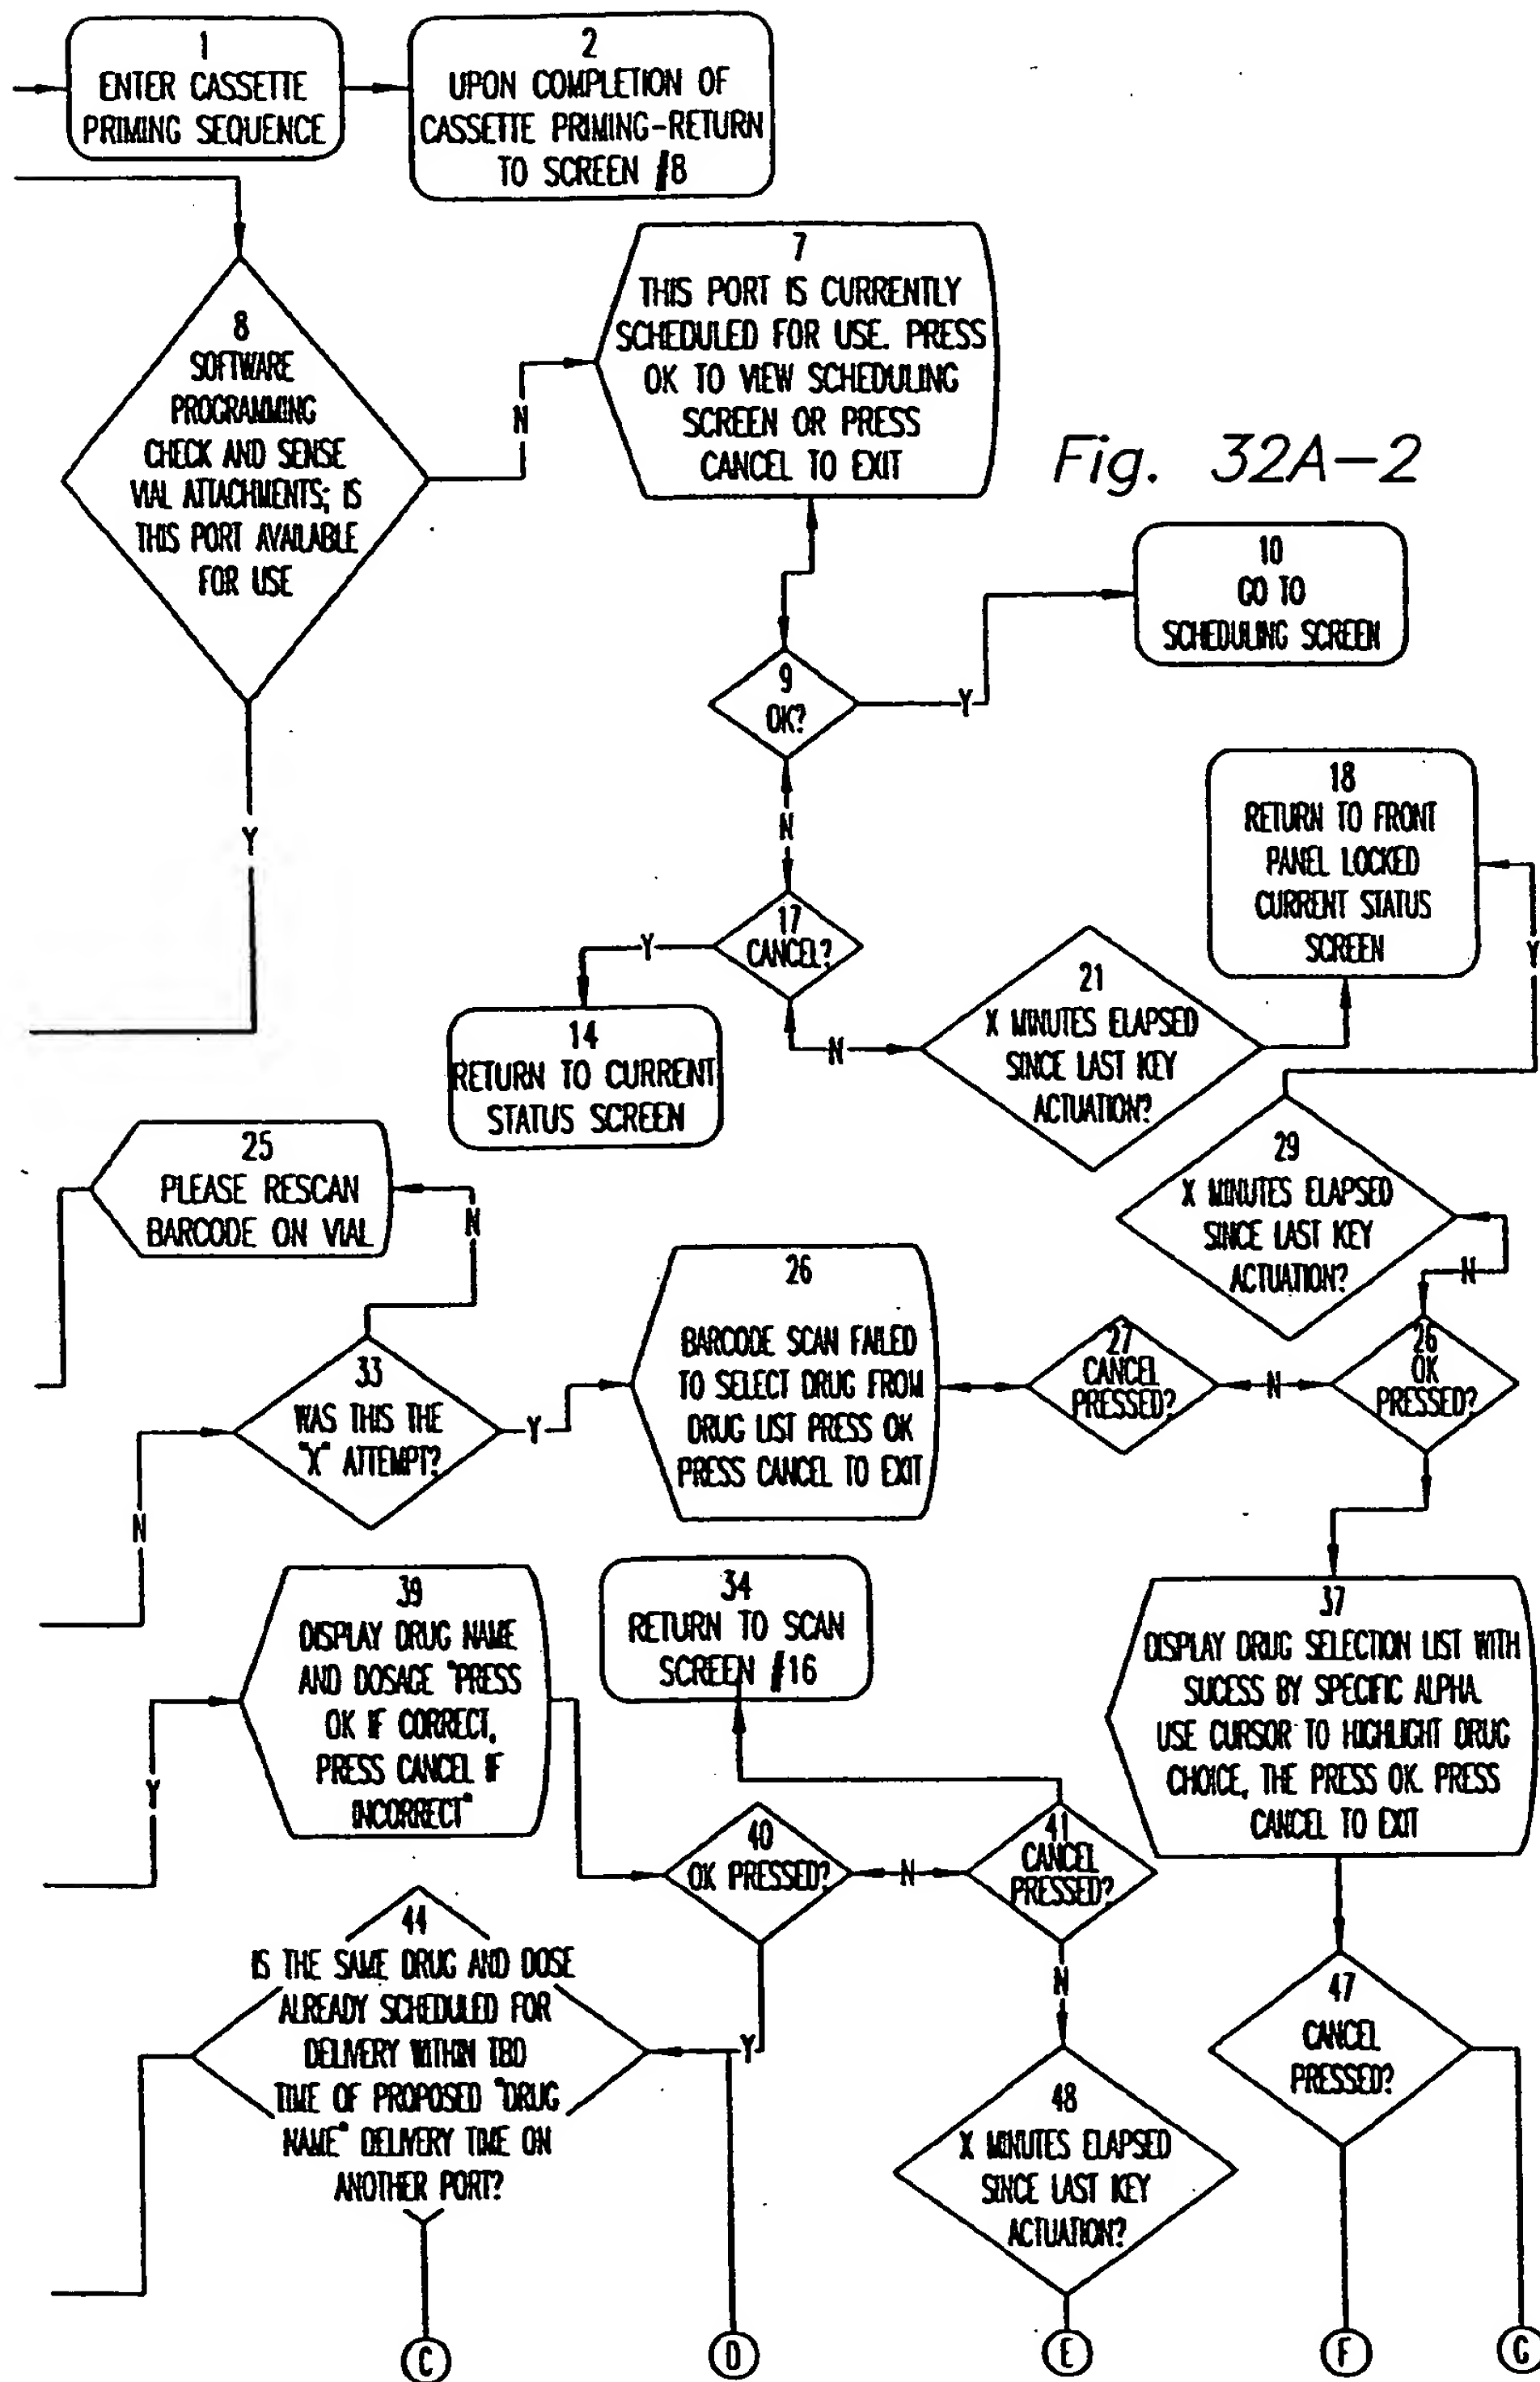 1
ENTER CASSETTE
PRIMING SEQUENCE
2
UPON COMPLETION OF
CASSETTE PRIMING-RETURN
TO SCREEN #8
8
SOFTWARE
PROGRAMMING
CHECK AND SENSE
VIAL ATTACHMENTS; IS
THIS PORT AVAILABLE
FOR USE
N
Y
7
THIS PORT IS CURRENTLY
SCHEDULED FOR USE. PRESS
OK TO VIEW SCHEDULING
SCREEN OR PRESS
CANCEL TO EXIT
Fig. 32A-2
10
GO TO
SCHEDULING SCREEN
9
OK?
Y
N
17
CANCEL?
Y
N
14
RETURN TO CURRENT
STATUS SCREEN
21
X MINUTES ELAPSED
SINCE LAST KEY
ACTUATION?
18
RETURN TO FRONT
PANEL LOCKED
CURRENT STATUS
SCREEN
Y
29
X MINUTES ELAPSED
SINCE LAST KEY
ACTUATION?
N
25
PLEASE RESCAN
BARCODE ON VIAL
N
33
WAS THIS THE
"X" ATTEMPT?
N
Y
26
BARCODE SCAN FAILED
TO SELECT DRUG FROM
DRUG LIST PRESS OK
PRESS CANCEL TO EXIT
27
CANCEL
PRESSED?
N
26
OK
PRESSED?
39
DISPLAY DRUG NAME
AND DOSAGE "PRESS
OK IF CORRECT,
PRESS CANCEL IF
INCORRECT"
Y
34
RETURN TO SCAN
SCREEN #16
37
DISPLAY DRUG SELECTION LIST WITH
SUCESS BY SPECIFIC ALPHA.
USE CURSOR TO HIGHLIGHT DRUG
CHOICE, THE PRESS OK. PRESS
CANCEL TO EXIT
40
OK PRESSED?
N
Y
41
CANCEL
PRESSED?
N
44
IS THE SAME DRUG AND DOSE
ALREADY SCHEDULED FOR
DELIVERY WITHIN TBD
TIME OF PROPOSED "DRUG
NAME" DELIVERY TIME ON
ANOTHER PORT?
48
X MINUTES ELAPSED
SINCE LAST KEY
ACTUATION?
47
CANCEL
PRESSED?
C
D
E
F
G